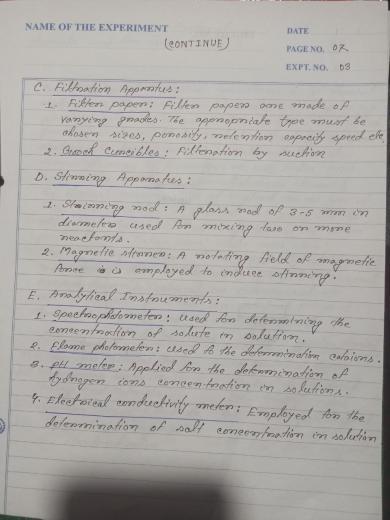 NAME OF THE EXPERIMENT
DATE
(CONTINUE)
PAGE NO. 02
EXPT. NO. 03
C. Filtration Apparatus:
1. Filter paper: Filter papers are made of
varying grades. The appropriate type must be
chosen sizes, porosity, retention capacity speed etc.
2. Gooch Cruicibles: Filteration by suction
D. Stirring Apparatus:
1. Stirring rod: A glass rod of 3-5 mm in
diameter used for mixing two or more
reactants.
2. Magnetic stirrer: A rotating field of magnetic
force is employed to induce stirring.
E. Analytical Instruments:
1. Spectrophotometer: used for determining the
concentration of solute in solution.
2. Flame photometer: used to the determination cations.
3. pH meter: Applied for the determination of
hydrogen ions concentration in solutions.
4. Electrical conductivity meter: Employed for the
determination of salt concentration in solution